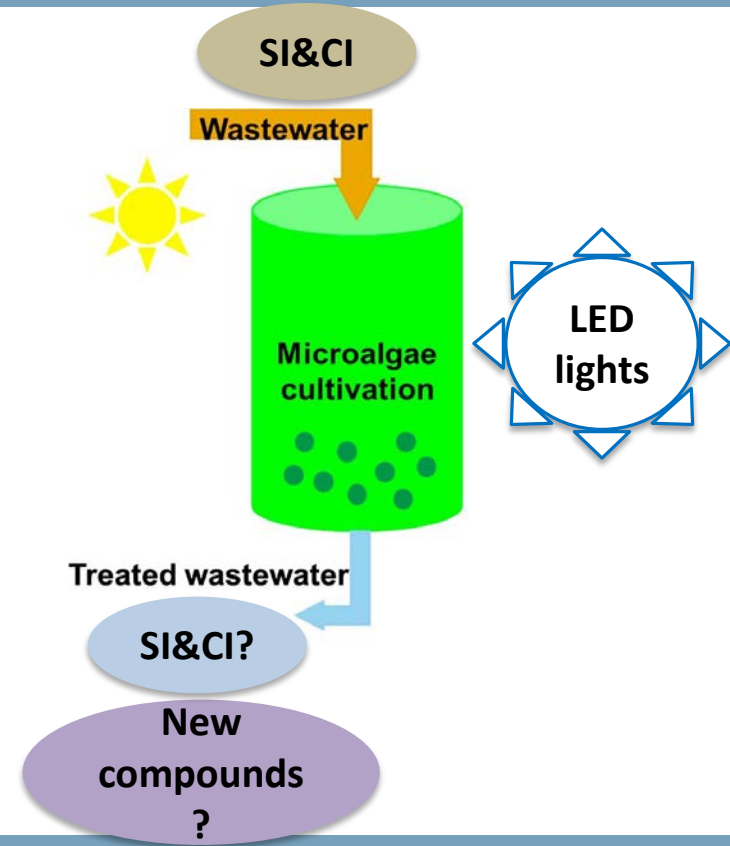 SI&CI
Wastewater
LED
lights
Microalgae
cultivation
Treated wastewater
SI&CI?
New
compounds
?